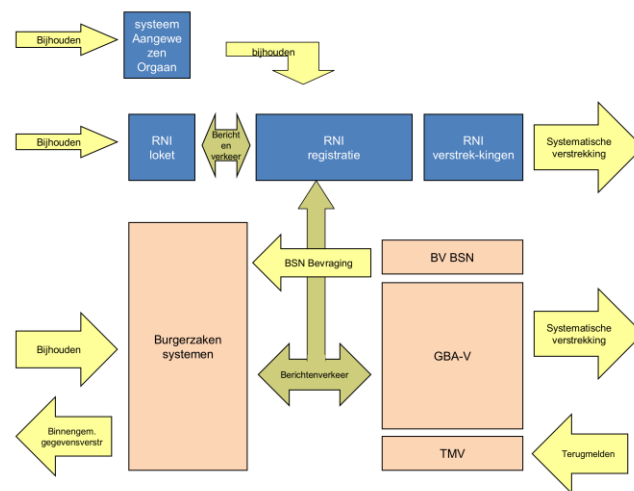 systeem
Aangewe
zen
Orgaan
Bijhouden
bijhouden
Bijhouden
RNI
loket
Bericht
en
verkeer
RNI
registratie
RNI
verstrek-kingen
Systematische
verstrekking
BSN Bevraging
BV BSN
Burgerzaken
systemen
Bijhouden
Berichtenverkeer
GBA-V
Systematische
verstrekking
Binnengem.
gegevensverstr
TMV
Terugmelden